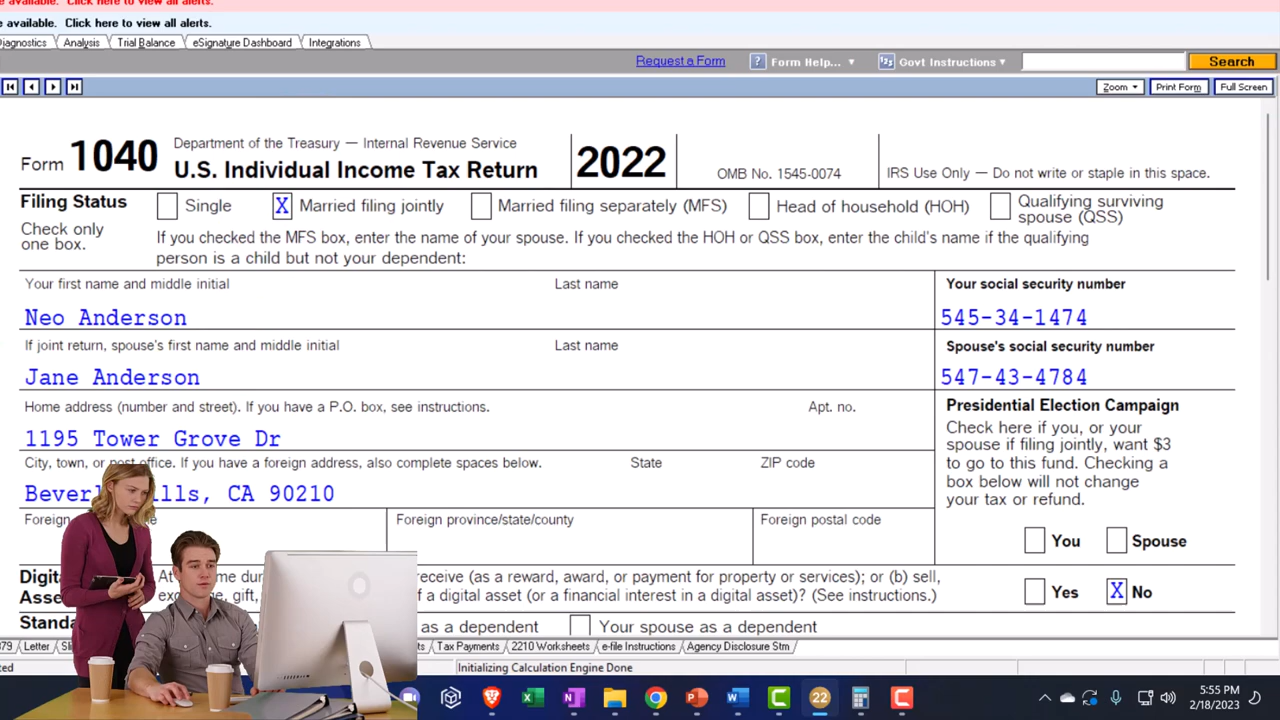 e available. Click here to view all alerts.
e available. Click here to view all alerts.
Diagnostics Analysis Trial Balance eSignature Dashboard Integrations
Request a Form ? Form Help... Govt Instructions Search
Zoom Print Form Full Screen
Form 1040 Department of the Treasury — Internal Revenue Service
U.S. Individual Income Tax Return 2022 OMB No. 1545-0074 IRS Use Only — Do not write or staple in this space.
Filing Status Single X Married filing jointly Married filing separately (MFS) Head of household (HOH) Qualifying surviving spouse (QSS)
Check only one box.
If you checked the MFS box, enter the name of your spouse. If you checked the HOH or QSS box, enter the child's name if the qualifying
person is a child but not your dependent:
Your first name and middle initial Last name Your social security number
Neo Anderson 545-34-1474
If joint return, spouse's first name and middle initial Last name Spouse's social security number
Jane Anderson 547-43-4784
Home address (number and street). If you have a P.O. box, see instructions. Apt. no.
1195 Tower Grove Dr
City, town, or post office. If you have a foreign address, also complete spaces below. State ZIP code
Beverly Hills, CA 90210
Foreign province/state/county Foreign postal code
Presidential Election Campaign
Check here if you, or your
spouse if filing jointly, want $3
to go to this fund. Checking a
box below will not change
your tax or refund.
You Spouse
receive (as a reward, award, or payment for property or services); or (b) sell,
of a digital asset (or a financial interest in a digital asset)? (See instructions.) Yes X No
as a dependent Your spouse as a dependent
Letter Tax Payments 2210 Worksheets e-file Instructions Agency Disclosure Stm
Initializing Calculation Engine Done
22
5:55 PM
2/18/2023